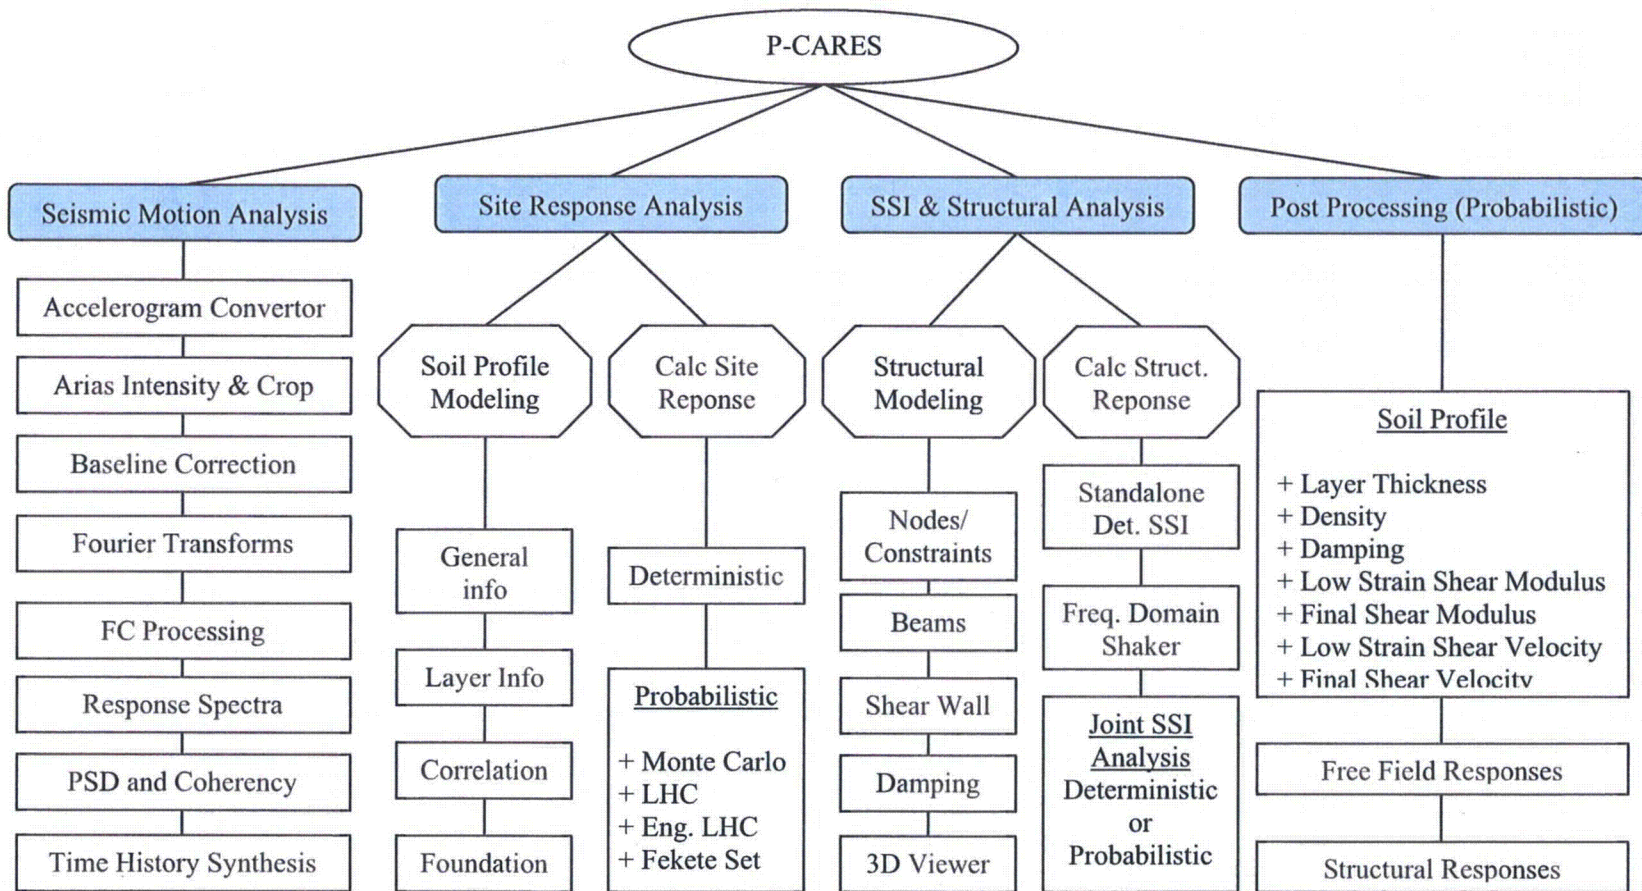 P-CARES
Seismic Motion Analysis
Accelerogram Convertor
Arias Intensity & Crop
Baseline Correction
Fourier Transforms
FC Processing
Response Spectra
PSD and Coherency
Time History Synthesis
Site Response Analysis
Soil Profile
Modeling
General
info
Layer Info
Correlation
Foundation
Calc Site
Reponse
Deterministic
Probabilistic
+ Monte Carlo
+ LHC
+ Eng. LHC
+ Fekete Set
SSI & Structural Analysis
Structural
Modeling
Nodes/
Constraints
Beams
Shear Wall
Damping
3D Viewer
Calc Struct.
Reponse
Standalone
Det. SSI
Freq. Domain
Shaker
Joint SSI
Analysis
Deterministic
or
Probabilistic
Post Processing (Probabilistic)
Soil Profile
+ Layer Thickness
+ Density
+ Damping
+ Low Strain Shear Modulus
+ Final Shear Modulus
+ Low Strain Shear Velocity
+ Final Shear Velocity
Free Field Responses
Structural Responses